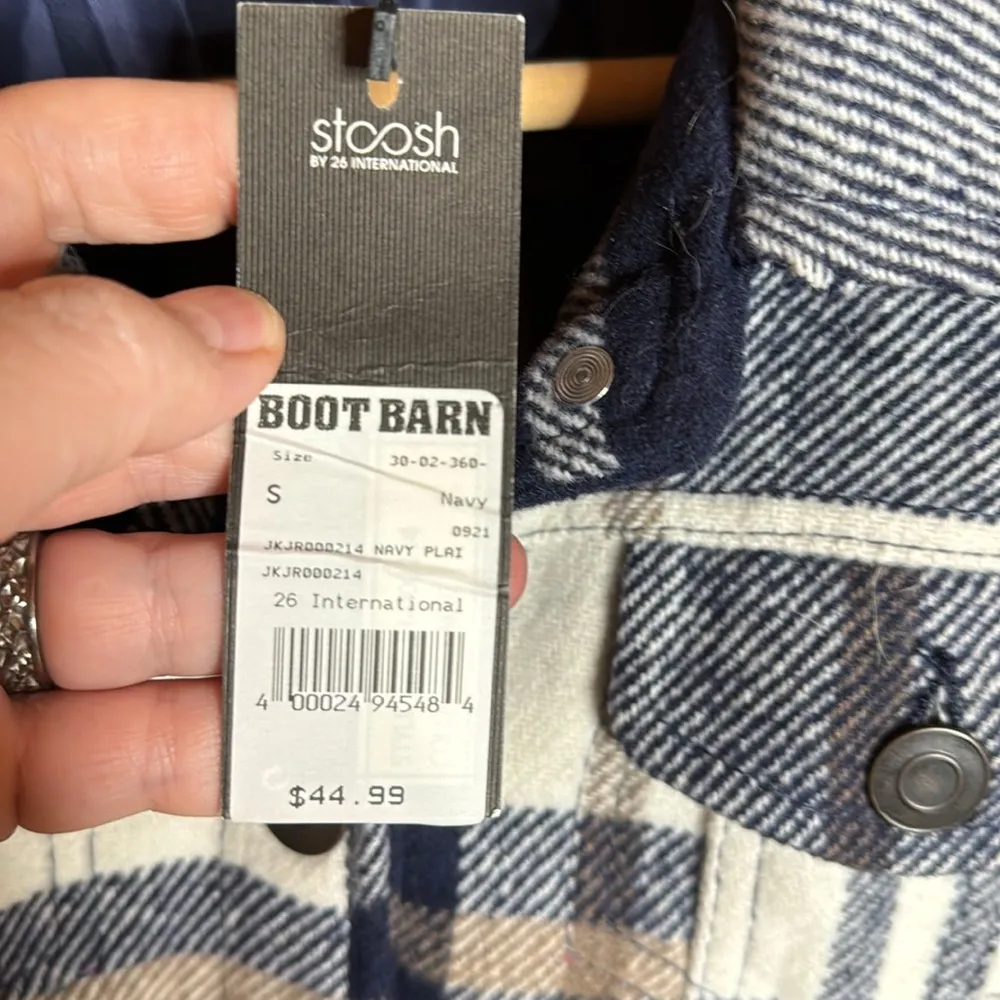 stoosh
BY 26 INTERNATIONAL
BOOT BARN
Size 30-02-360-
S Navy
0921
JKJR000214 NAVY PLAI
JKJR000214
26 International
4 00024 94548 4
$44.99